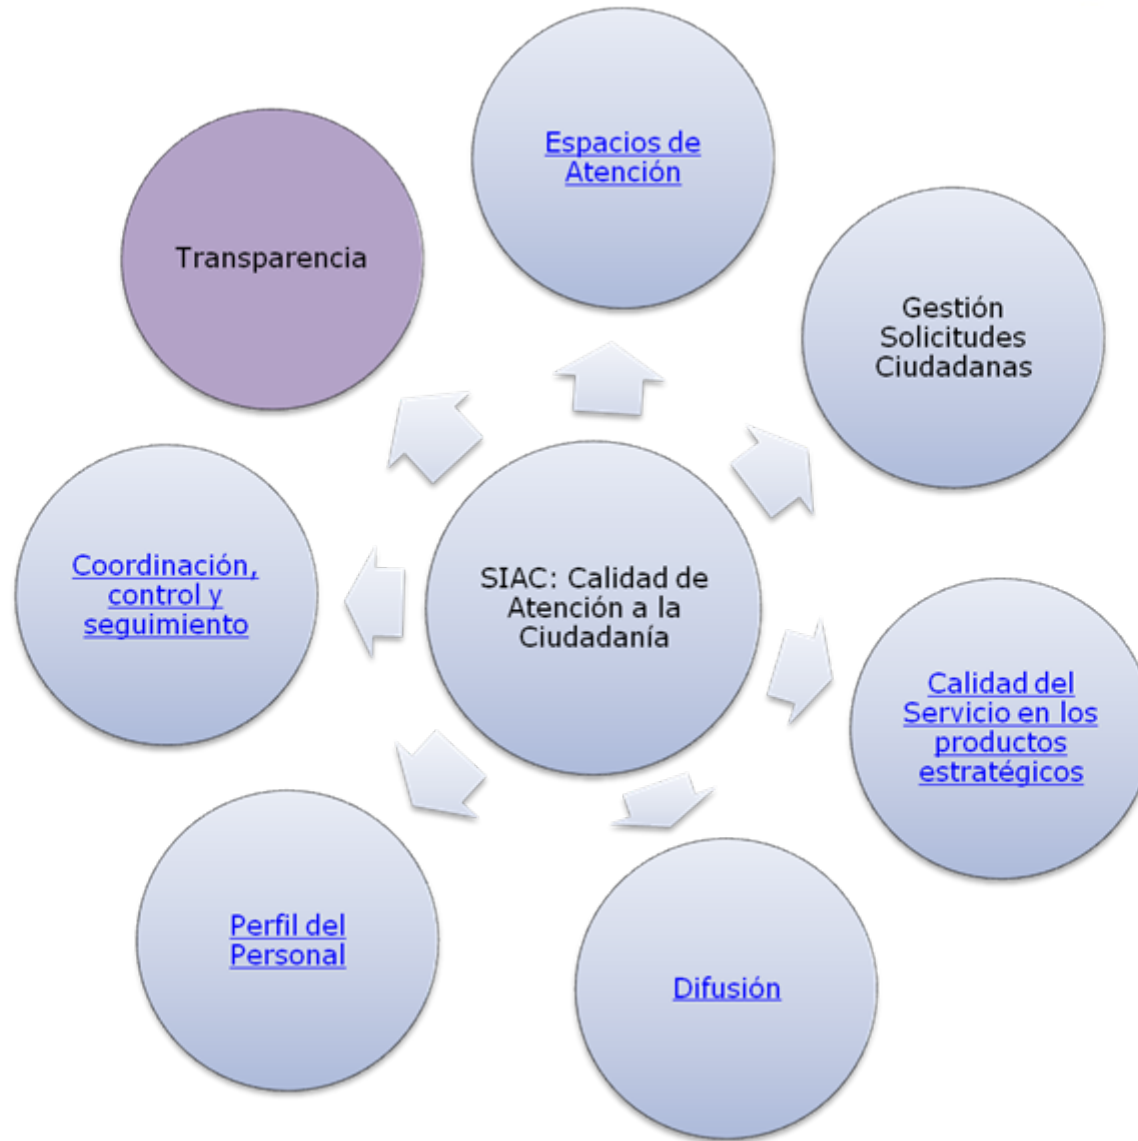 Espacios de
Atención
Transparencia
Gestión
Solicitudes
Ciudadanas
Coordinación,
control y
seguimiento
SIAC: Calidad de
Atención a la
Ciudadanía
Calidad del
Servicio en los
productos
estratégicos
Perfil del
Personal
Difusión